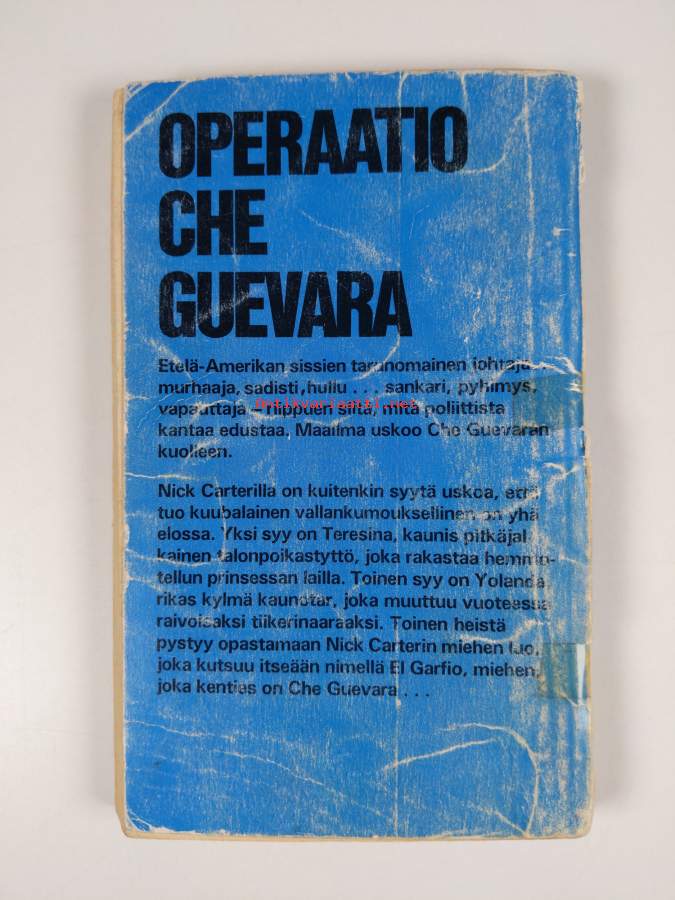 OPERAATIO
CHE
GUEVARA
Etelä-Amerikan sissien tarunomainen johtaja . .
murhaaja, sadisti, hullu . . . sankari, pyhimys,
antikvariaatti.net
vapauttaja – riippuen siitä, mitä poliittista
kantaa edustaa. Maailma uskoo Che Guevaran
kuolleen.
Nick Carterilla on kuitenkin syytä uskoa, että
tuo kuubalainen vallankumouksellinen on yhä
elossa. Yksi syy on Teresina, kaunis pitkäjal
kainen talonpoikastyttö, joka rakastaa hemmo-
tellun prinsessan lailla. Toinen syy on Yolanda,
rikas kylmä kaunotar, joka muuttuu vuoteessa
raivoisaksi tiikerinaaraaksi. Toinen heistä
pystyy opastamaan Nick Carterin miehen luo,
joka kutsuu itseään nimellä El Garfio, miehen,
joka kenties on Che Guevara . . .